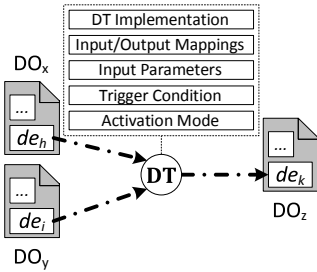 DT Implementation
Input/Output Mappings
Input Parameters
Trigger Condition
Activation Mode
DOx
...
deh
DOy
...
dei
DT
...
dek
DOz